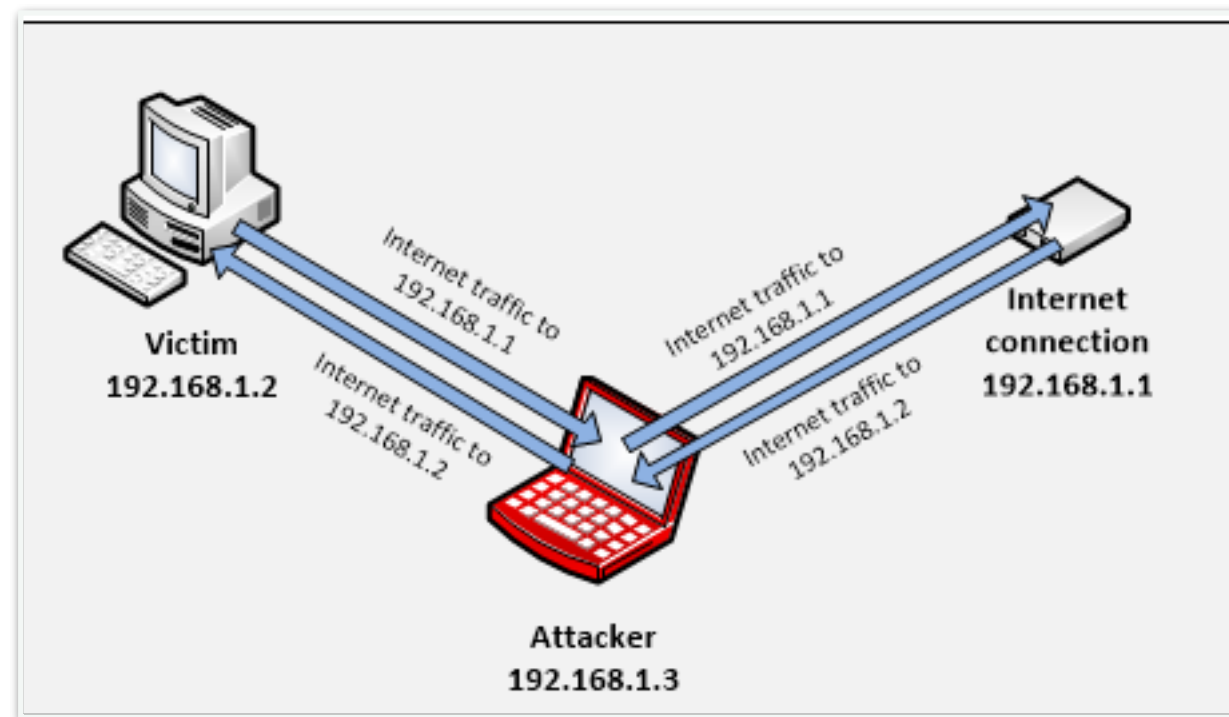 Internet traffic to
192.168.1.1
Internet traffic to
192.168.1.2
Internet traffic to
192.168.1.1
Internet traffic to
192.168.1.2
Victim
192.168.1.2
Internet
connection
192.168.1.1
Attacker
192.168.1.3